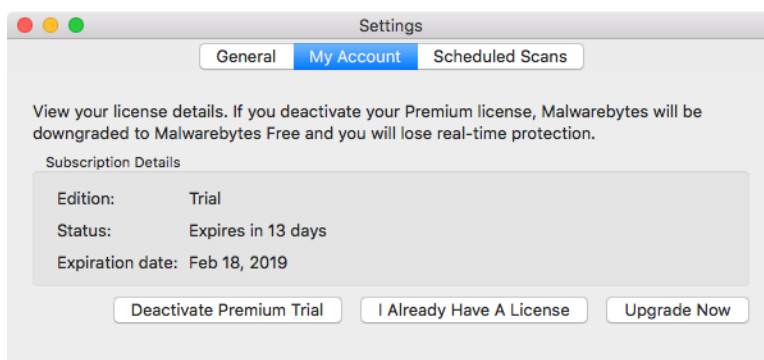 Settings
General My Account Scheduled Scans
View your license details. If you deactivate your Premium license, Malwarebytes will be
downgraded to Malwarebytes Free and you will lose real-time protection.
Subscription Details
Edition: Trial
Status: Expires in 13 days
Expiration date: Feb 18, 2019
Deactivate Premium Trial I Already Have A License Upgrade Now